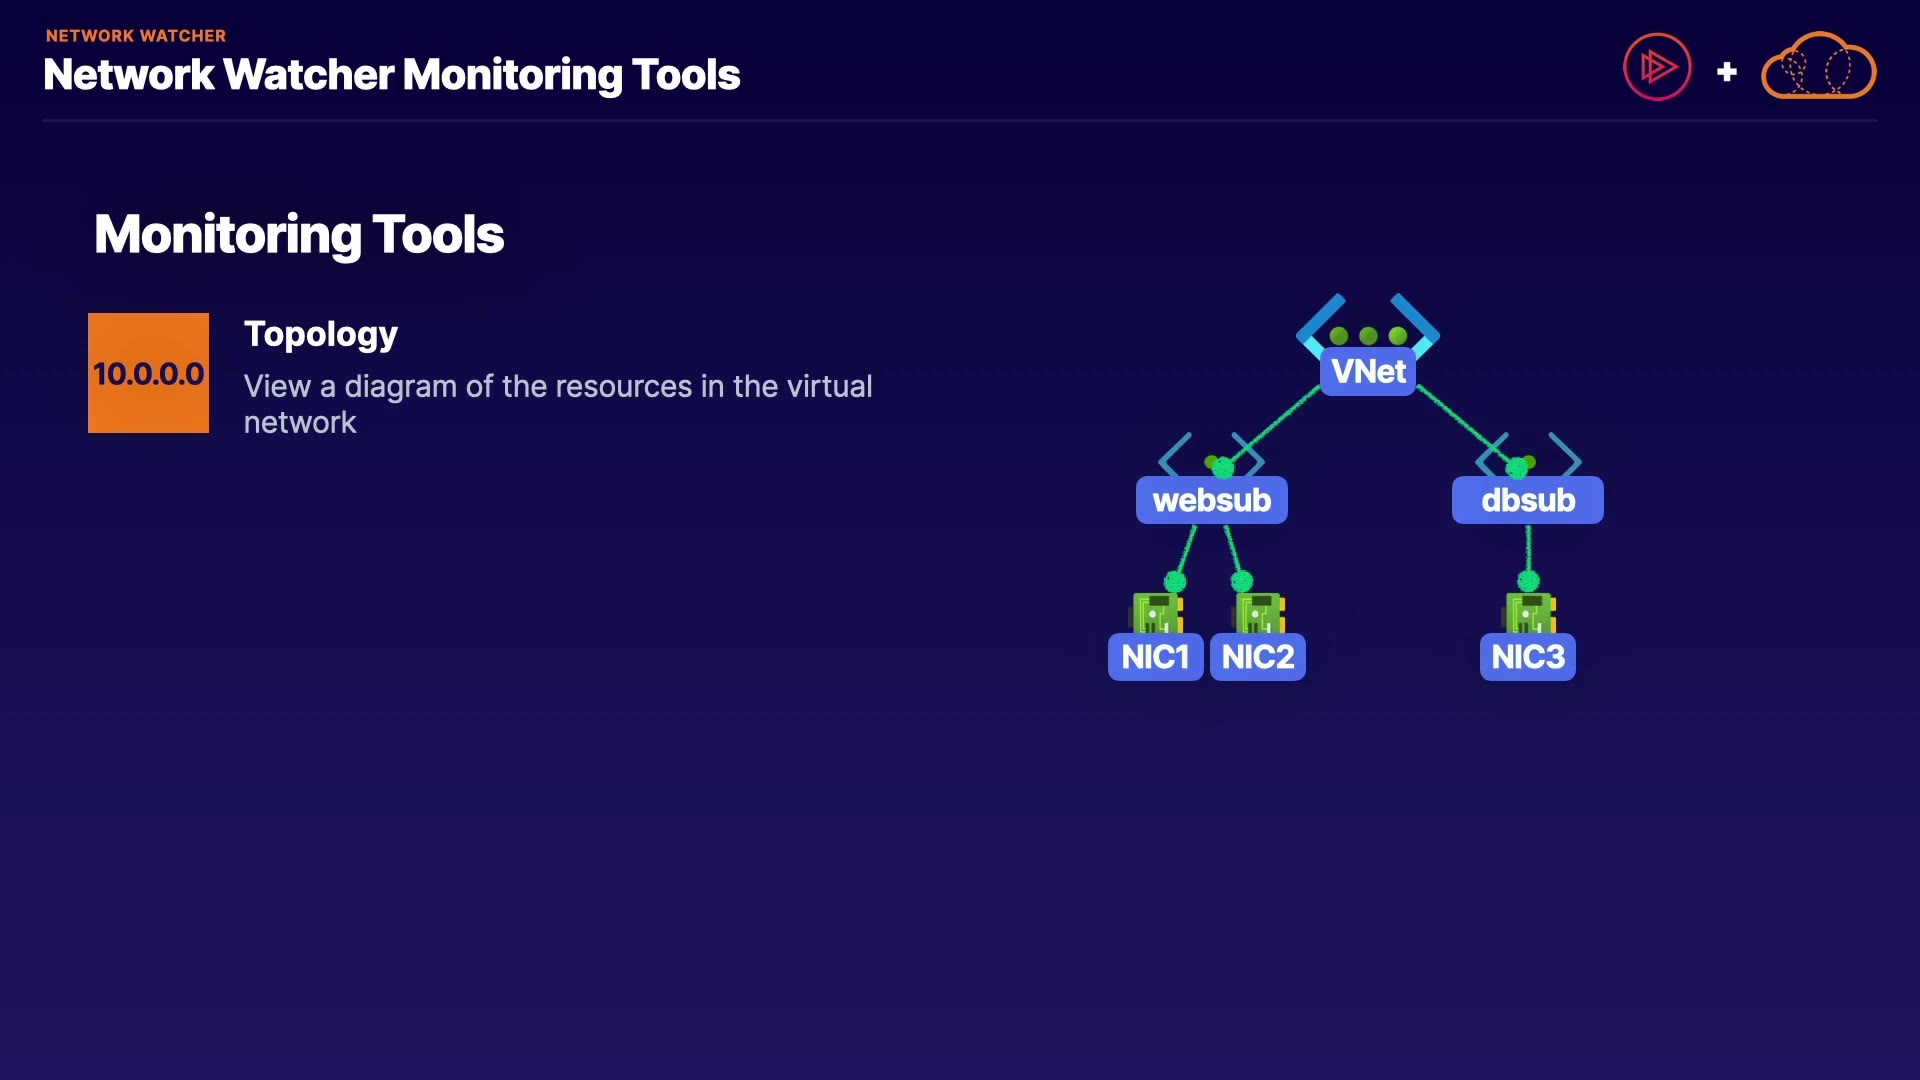 NETWORK WATCHER
Network Watcher Monitoring Tools
Monitoring Tools
10.0.0.0
Topology
View a diagram of the resources in the virtual
network
VNet
websub
dbsub
NIC1
NIC2
NIC3